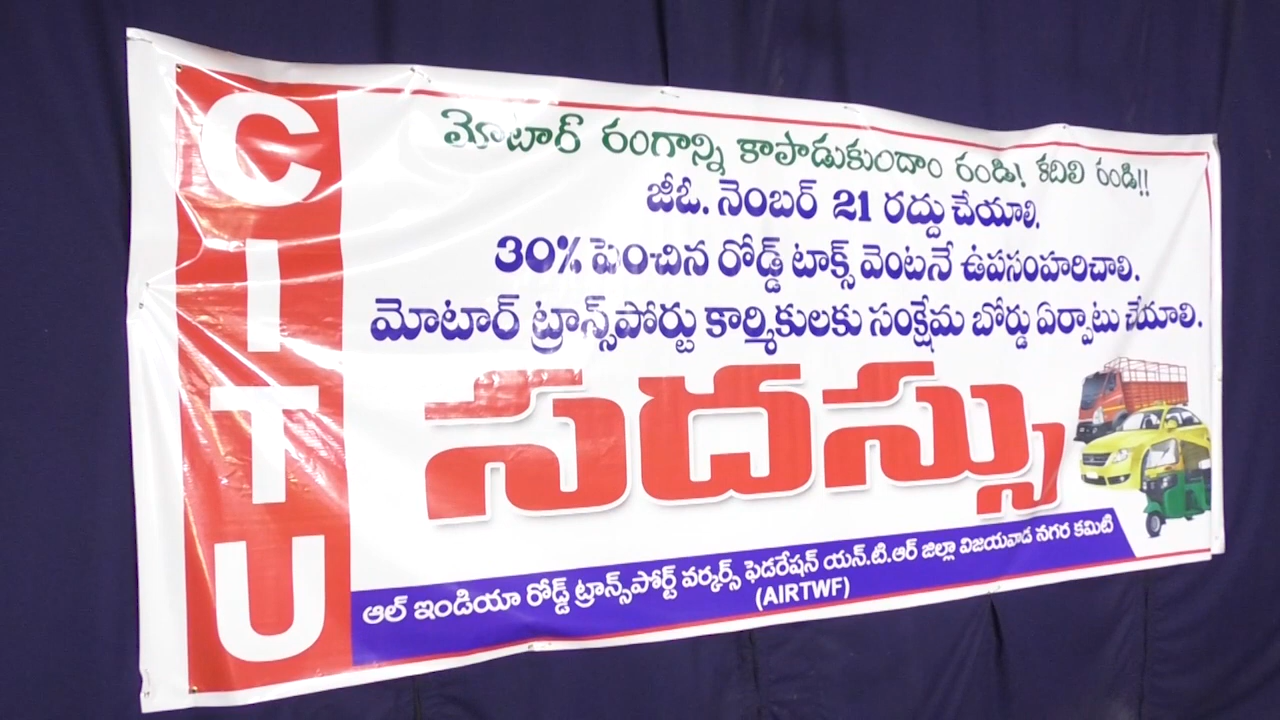 CITU
మోటార్ రంగాన్ని కాపాడుకుందాం రండి! కదిలి రండి!!
జీఓ. నెంబర్ 21 రద్దు చేయాలి.
30% పెంచిన రోడ్డ్ టాక్స్ వెంటనే ఉపసంహరిచాలి.
మోటార్ ట్రాన్స్‌పోర్టు కార్మికులకు సంక్షేమ బోర్డు ఏర్పాటు చేయాలి.
సదస్సు
ఆల్ ఇండియా రోడ్డ్ ట్రాన్స్‌పోర్ట్ వర్కర్స్ ఫెడరేషన్ యన్.టి.ఆర్ జిల్లా విజయవాడ నగర కమిటి
(AIRTWF)